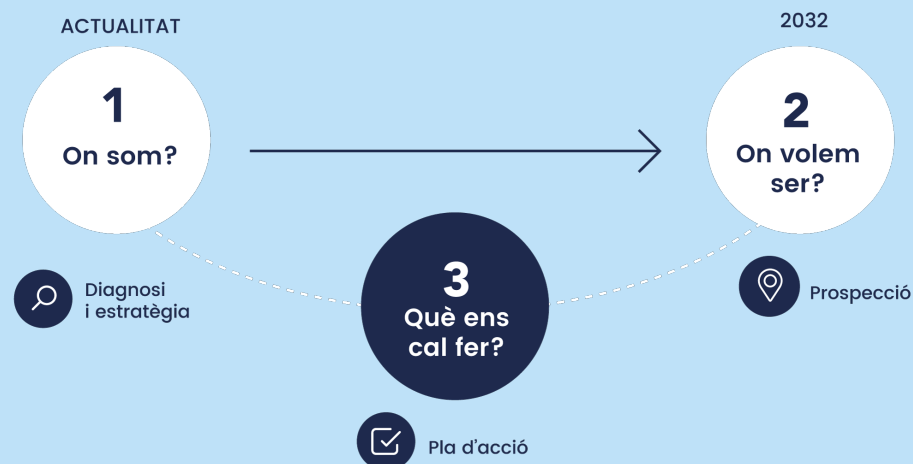 ACTUALITAT
2032
1
On som?
2
On volem
ser?
Diagnosi
i estratègia
3
Què ens
cal fer?
Prospecció
Pla d'acció